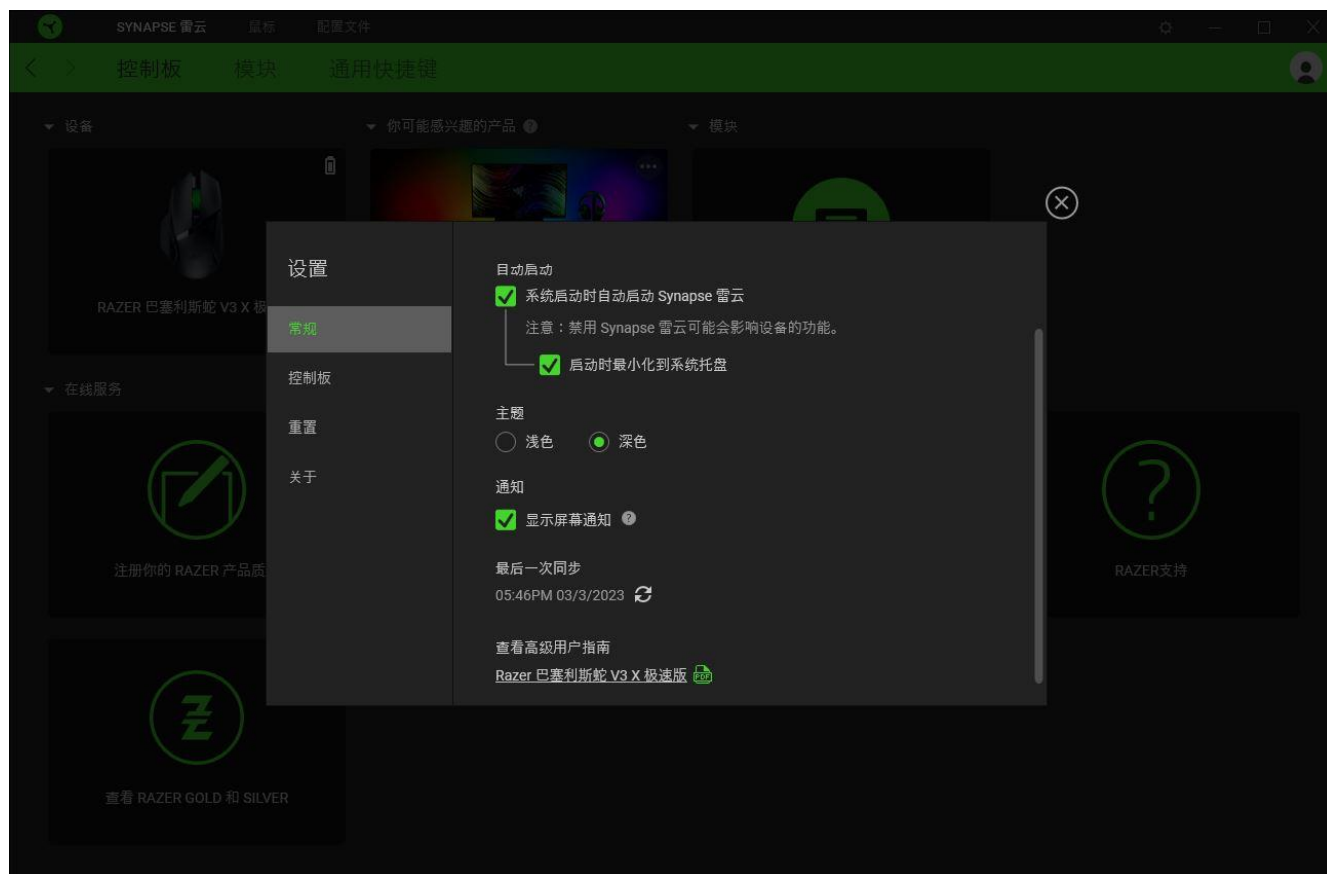 SYNAPSE 雷云
鼠标
配置文件
控制板
模块
通用快捷键
设备
你可能感兴趣的产品
模块
RAZER 巴塞利斯蛇 V3 X 极
在线服务
注册你的 RAZER 产品质
RAZER支持
查看 RAZER GOLD 和 SILVER
设置
常规
控制板
重置
关于
自动启动
系统启动时自动启动 Synapse 雷云
注意：禁用 Synapse 雷云可能会影响设备的功能。
启动时最小化到系统托盘
主题
浅色 深色
通知
显示屏幕通知
最后一次同步
05:46PM 03/3/2023
查看高级用户指南
Razer 巴塞利斯蛇 V3 X 极速版
PDF